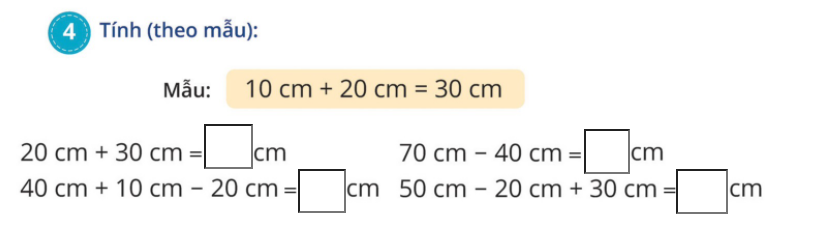 4 Tính (theo mẫu):
Mẫu: 10 cm + 20 cm = 30 cm
20 cm + 30 cm = cm 70 cm − 40 cm = cm
40 cm + 10 cm − 20 cm = cm 50 cm − 20 cm + 30 cm = cm